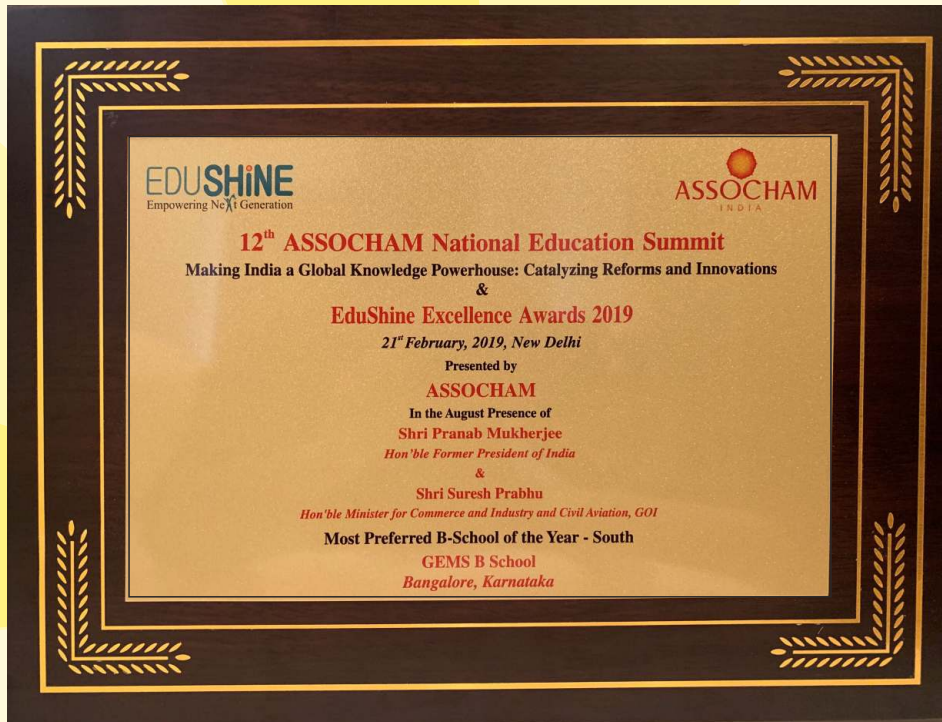 EDUSHiNE
Empowering NeXt Generation
ASSOCHAM
INDIA
12th ASSOCHAM National Education Summit
Making India a Global Knowledge Powerhouse: Catalyzing Reforms and Innovations
&
EduShine Excellence Awards 2019
21st February, 2019, New Delhi
Presented by
ASSOCHAM
In the August Presence of
Shri Pranab Mukherjee
Hon'ble Former President of India
&
Shri Suresh Prabhu
Hon'ble Minister for Commerce and Industry and Civil Aviation, GOI
Most Preferred B-School of the Year - South
GEMS B School
Bangalore, Karnataka